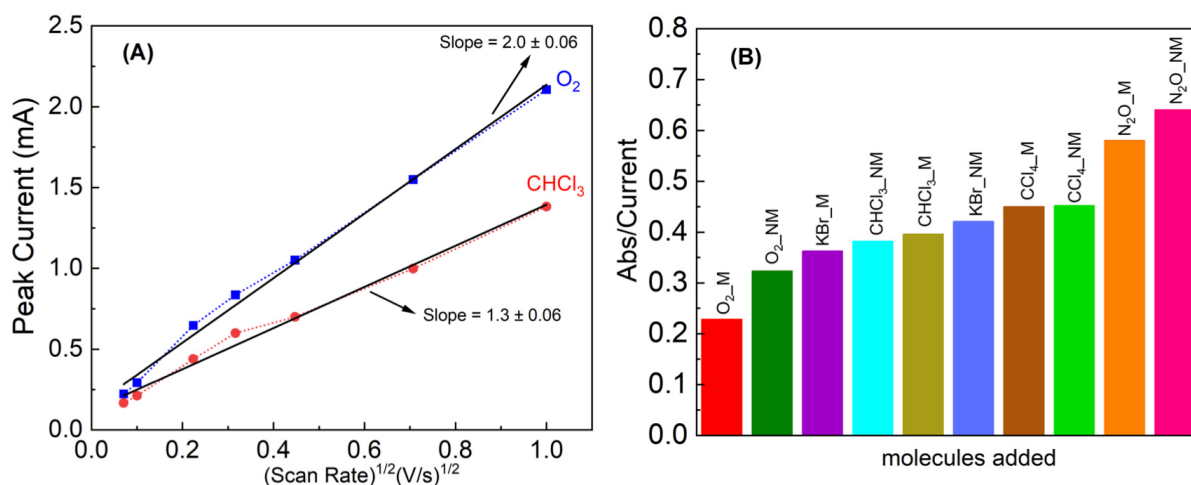 (A)
Slope = 2.0 ± 0.06
O₂
CHCl₃
Slope = 1.3 ± 0.06
Peak Current (mA)
2.5
2.0
1.5
1.0
0.5
0.0
0.0 0.2 0.4 0.6 0.8 1.0
(Scan Rate)¹/²(V/s)¹/²
(B)
Abs/Current
0.8
0.7
0.6
0.5
0.4
0.3
0.2
0.1
0.0
O₂_M
O₂_NM
KBr_M
CHCl₃_NM
CHCl₃_M
KBr_NM
CCl₄_M
CCl₄_NM
N₂O_M
N₂O_NM
molecules added